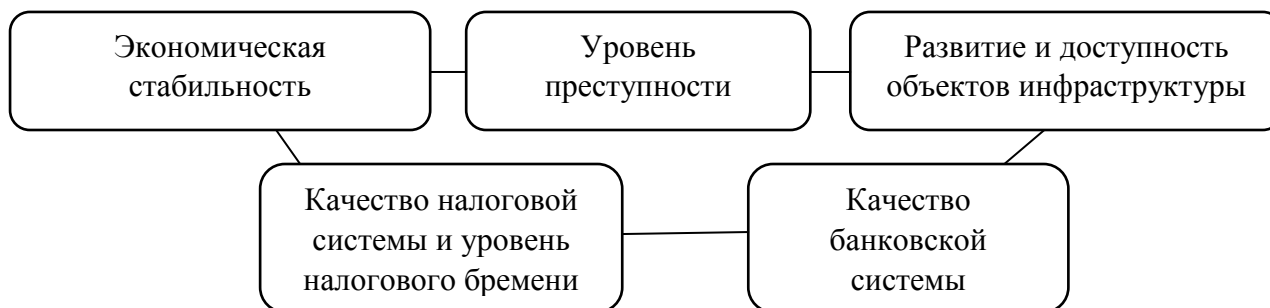 Экономическая
стабильность
Уровень
преступности
Развитие и доступность
объектов инфраструктуры
Качество налоговой
системы и уровень
налогового бремени
Качество
банковской
системы